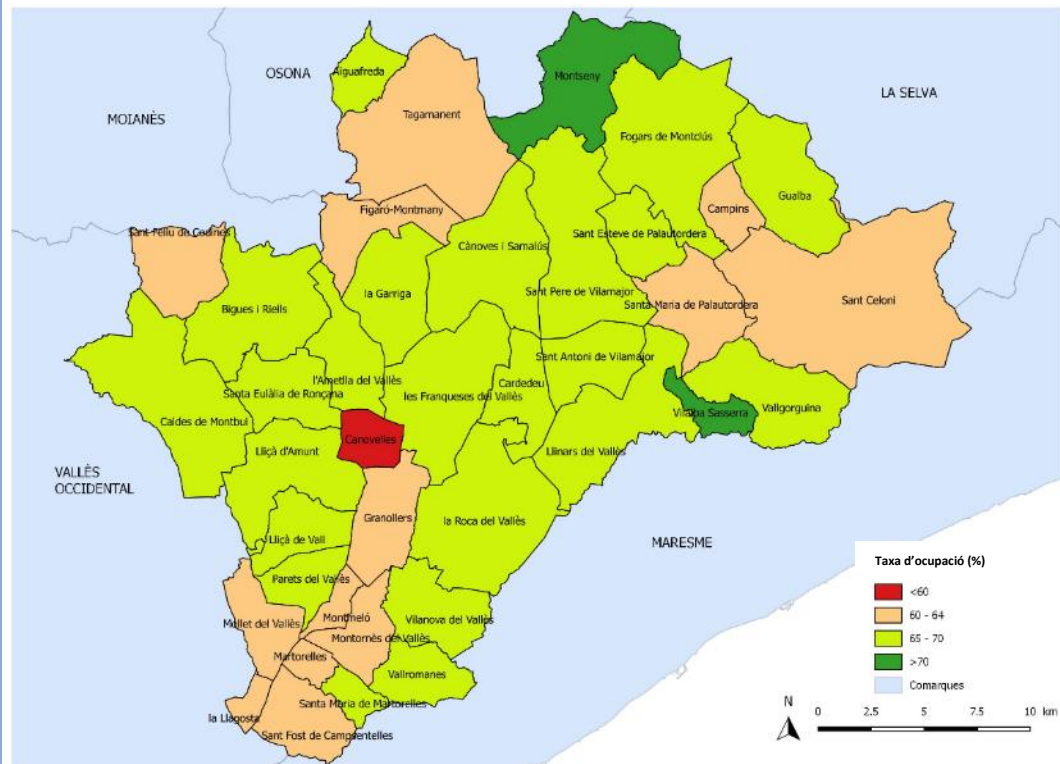 OSONA
Aiguafreda
Montseny
LA SELVA
MOIANÈS
Tagamanent
Fogars de Montclús
Gualba
Campins
Figaró-Montmany
Sant Feliu de Codines
Cànoves i Samalús
Sant Esteve de Palautordera
la Garriga
Sant Pere de Vilamajor
Santa Maria de Palautordera
Sant Celoni
Bigues i Riells
Sant Antoni de Vilamajor
l'Ametlla del Vallès
Cardedeu
Santa Eulàlia de Ronçana
les Franqueses del Vallès
Vilalba Sasserra
Vallgorguina
Caldes de Montbui
Canovelles
Lliçà d'Amunt
Llinars del Vallès
VALLÈS
OCCIDENTAL
Granollers
la Roca del Vallès
Lliçà de Vall
MARESME
Parets del Vallès
Mollet del Vallès
Montmeló
Vilanova del Vallès
Montornès del Vallès
Martorelles
Vallromanes
Santa Maria de Martorelles
la Llagosta
Sant Fost de Campsentelles
Taxa d'ocupació (%)
<60
60 - 64
65 - 70
>70
Comarques
N
0 2.5 5 7.5 10 km